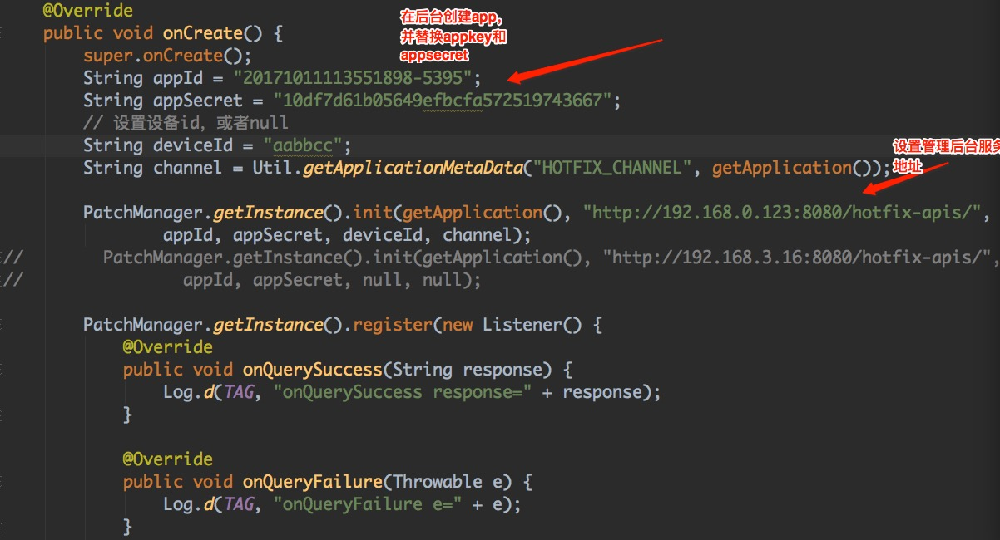 @Override
public void onCreate() {
在后台创建app，
并替换appkey和
appsecret
super.onCreate();
String appId = "20171011113551898-5395";
String appSecret = "10df7d61b05649efbcfa572519743667";
// 设置设备id，或者null
String deviceId = "aabbcc";
设置管理后台服务
地址
String channel = Util.getApplicationMetaData("HOTFIX_CHANNEL", getApplication());
PatchManager.getInstance().init(getApplication(), "http://192.168.0.123:8080/hotfix-apis/",
appId, appSecret, deviceId, channel);
// PatchManager.getInstance().init(getApplication(), "http://192.168.3.16:8080/hotfix-apis/",
// appId, appSecret, null, null);
PatchManager.getInstance().register(new Listener() {
@Override
public void onQuerySuccess(String response) {
Log.d(TAG, "onQuerySuccess response=" + response);
}
@Override
public void onQueryFailure(Throwable e) {
Log.d(TAG, "onQueryFailure e=" + e);
}